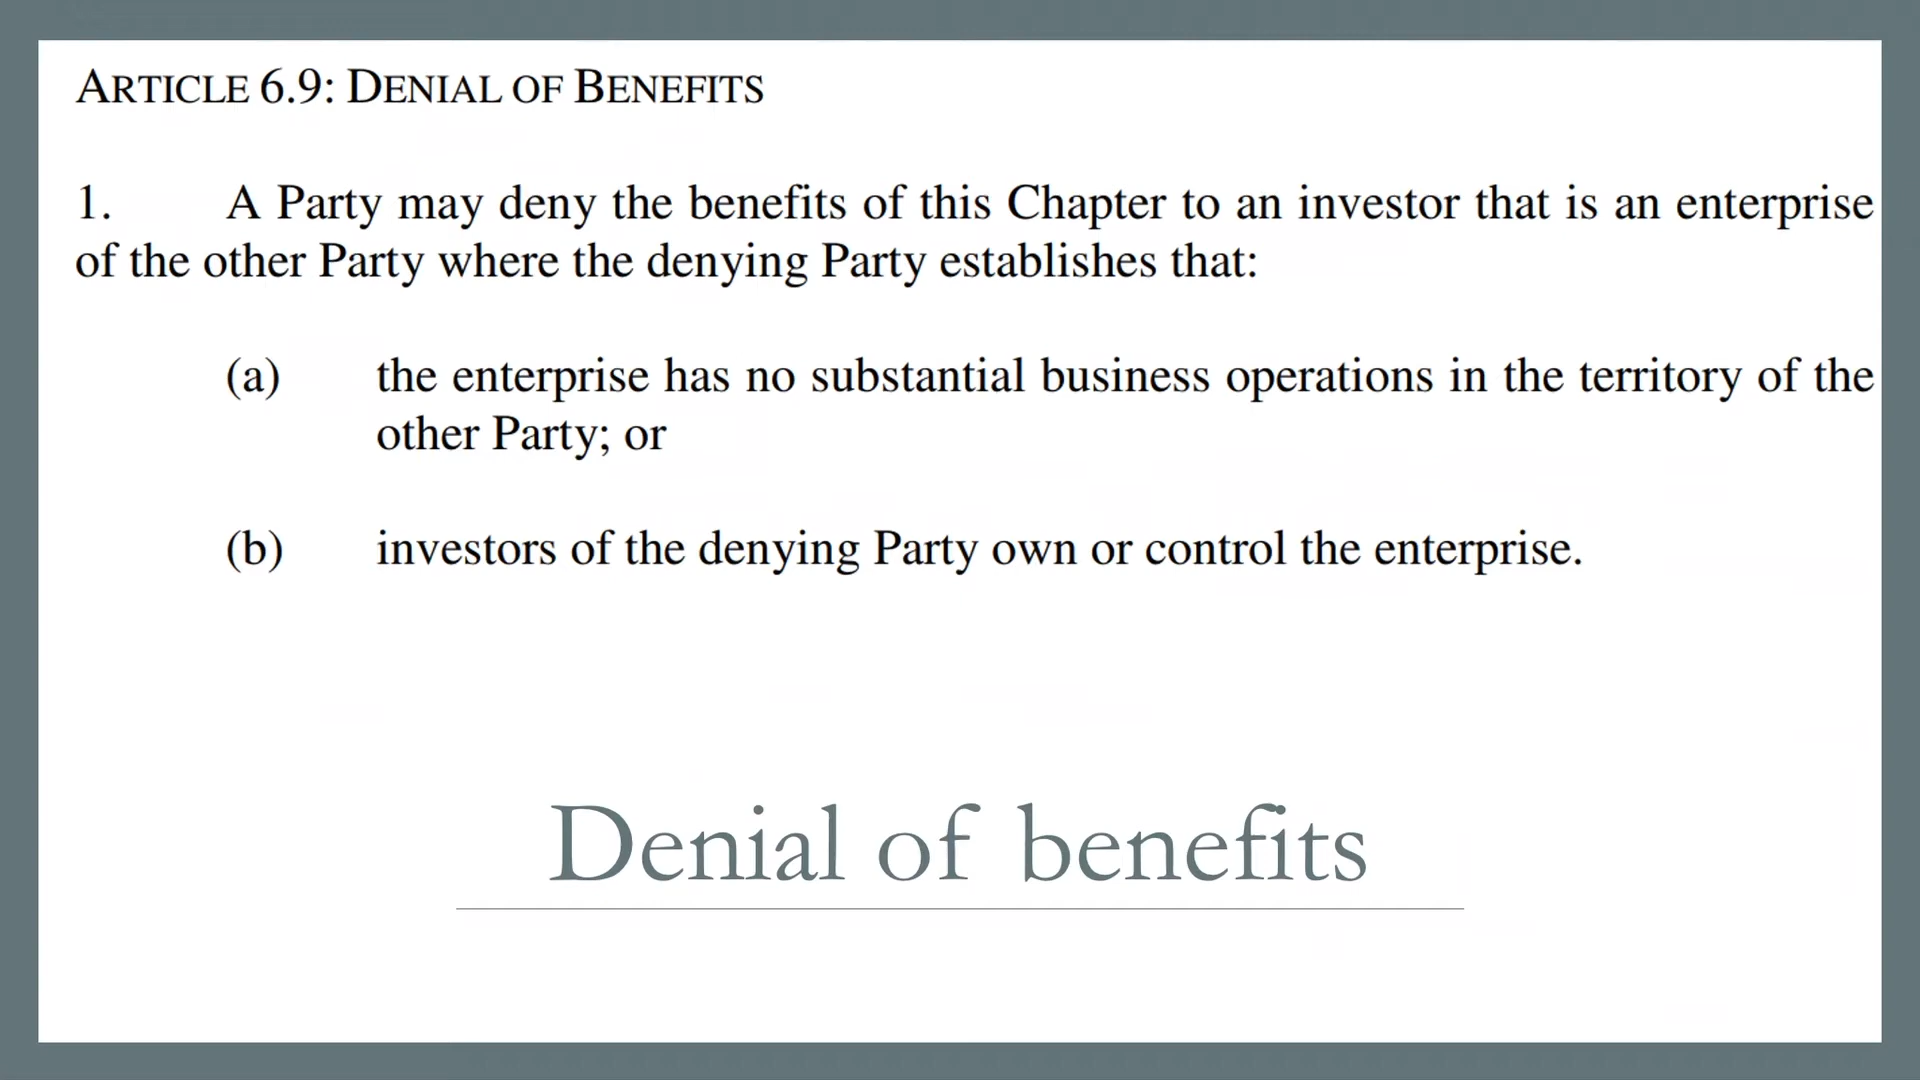 ARTICLE 6.9: DENIAL OF BENEFITS
1. A Party may deny the benefits of this Chapter to an investor that is an enterprise
of the other Party where the denying Party establishes that:
(a) the enterprise has no substantial business operations in the territory of the
other Party; or
(b) investors of the denying Party own or control the enterprise.
Denial of benefits